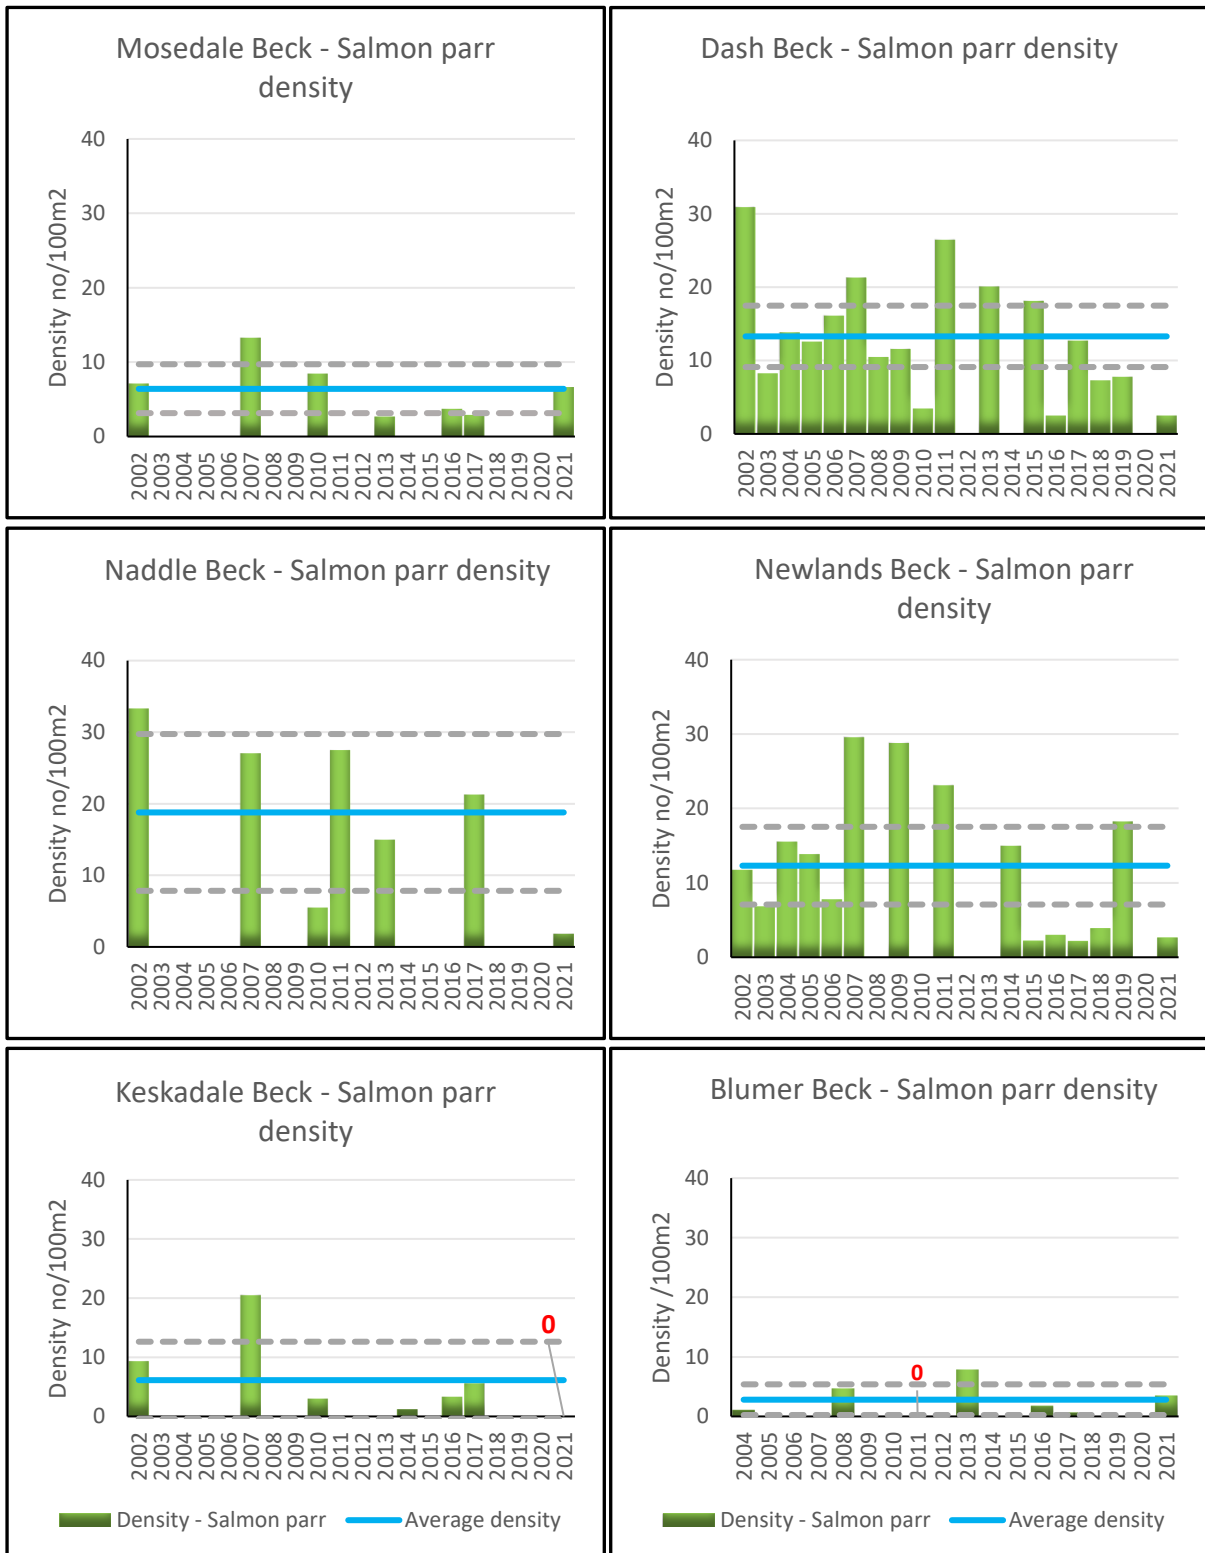 Mosedale Beck - Salmon parr
density
Density no/100m2
40
30
20
10
0
2002 2003 2004 2005 2006 2007 2008 2009 2010 2011 2012 2013 2014 2015 2016 2017 2018 2019 2020 2021
Dash Beck - Salmon parr density
Density no/100m2
40
30
20
10
0
2002 2003 2004 2005 2006 2007 2008 2009 2010 2011 2012 2013 2014 2015 2016 2017 2018 2019 2020 2021
Naddle Beck - Salmon parr density
Density no/100m2
40
30
20
10
0
2002 2003 2004 2005 2006 2007 2008 2009 2010 2011 2012 2013 2014 2015 2016 2017 2018 2019 2020 2021
Newlands Beck - Salmon parr
density
Density no/100m2
40
30
20
10
0
2002 2003 2004 2005 2006 2007 2008 2009 2010 2011 2012 2013 2014 2015 2016 2017 2018 2019 2020 2021
Keskadale Beck - Salmon parr
density
Density no/100m2
40
30
20
10
0
0
2002 2003 2004 2005 2006 2007 2008 2009 2010 2011 2012 2013 2014 2015 2016 2017 2018 2019 2020 2021
Density - Salmon parr Average density
Blumer Beck - Salmon parr density
Density /100m2
40
30
20
10
0
0
2004 2005 2006 2007 2008 2009 2010 2011 2012 2013 2014 2015 2016 2017 2018 2019 2020 2021
Density - Salmon parr Average density